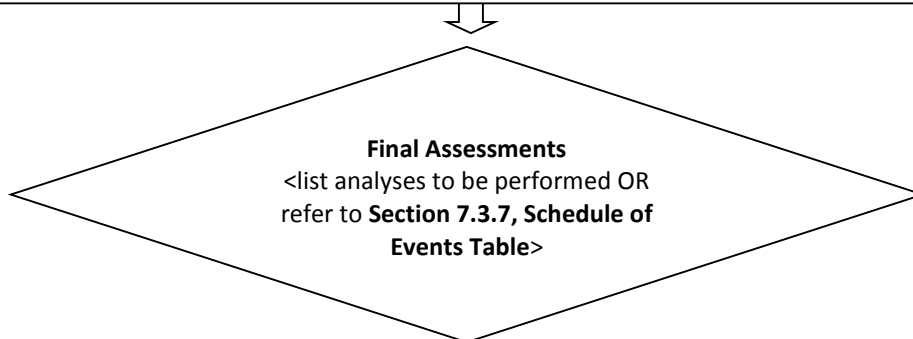 Final Assessments
<list analyses to be performed OR
refer to Section 7.3.7, Schedule of
Events Table>